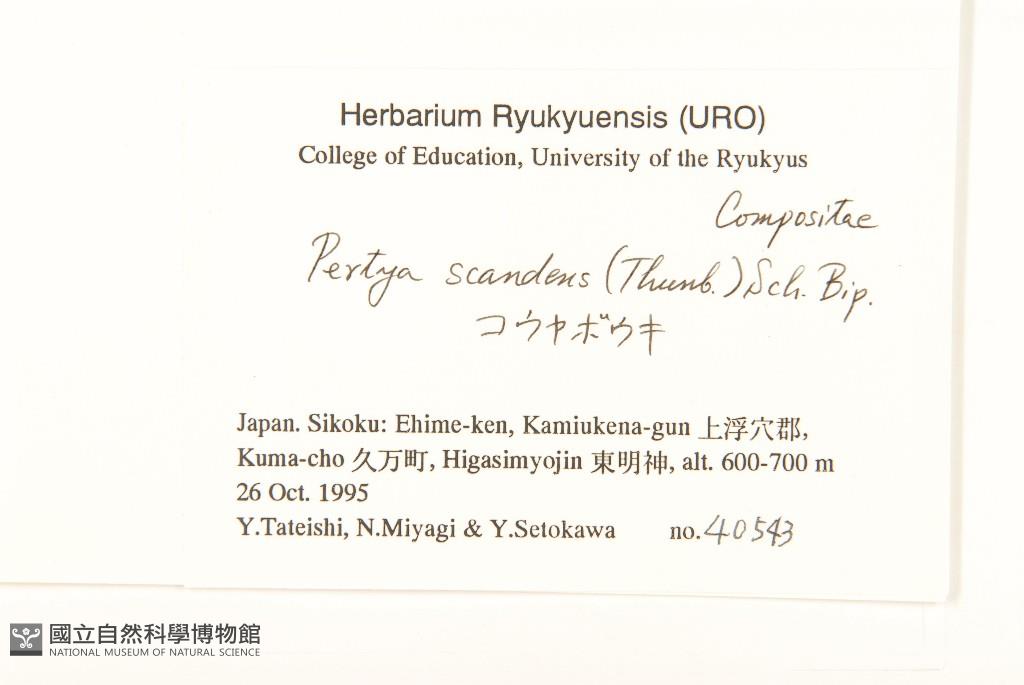 Herbarium Ryukyuensis (URO)
College of Education, University of the Ryukyus
Compositae
Pertya scandens (Thunb.) Sch. Bip.
コウヤボウキ
Japan. Sikoku: Ehime-ken, Kamiukena-gun 上浮穴郡,
Kuma-cho 久万町, Higasimyojin 東明神, alt. 600-700 m
26 Oct. 1995
Y.Tateishi, N.Miyagi & Y.Setokawa no. 40543
國立自然科學博物館
NATIONAL MUSEUM OF NATURAL SCIENCE